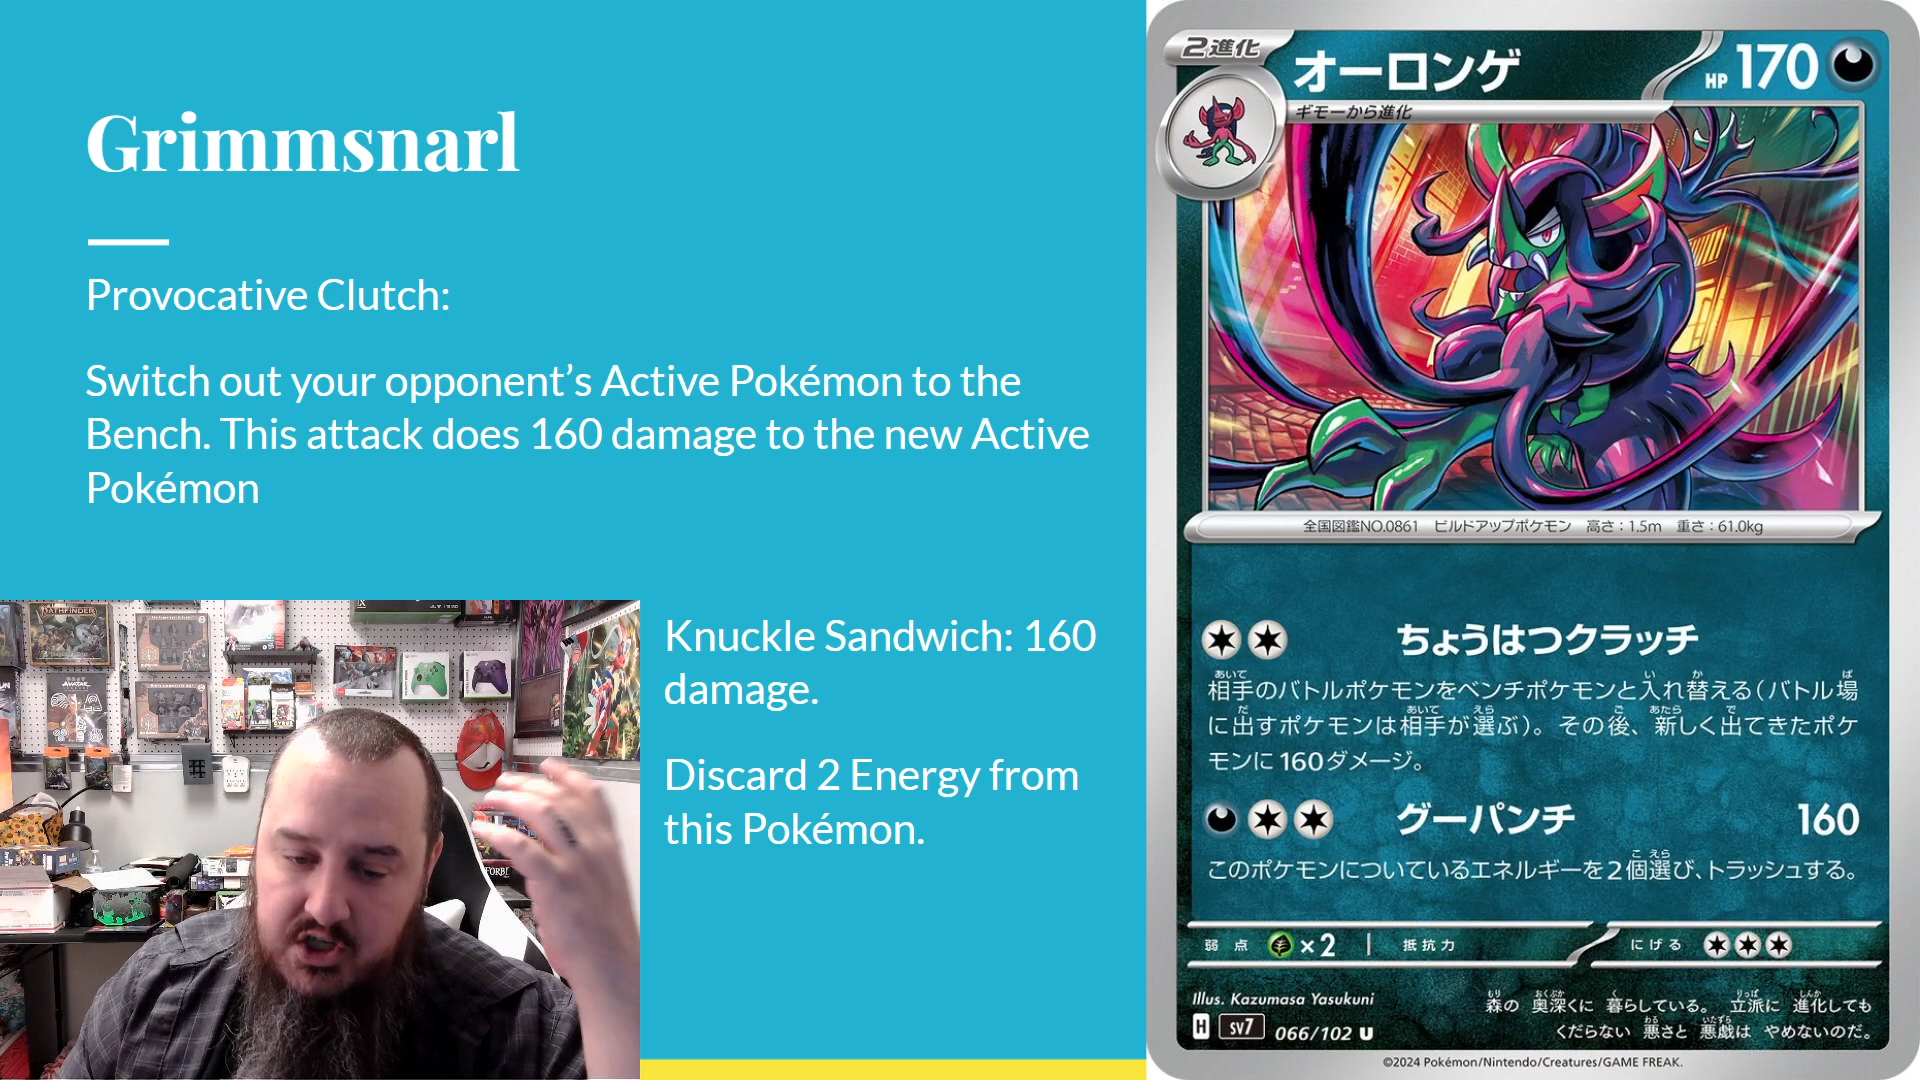 Grimmsnarl
Provocative Clutch:
Switch out your opponent’s Active Pokémon to the
Bench. This attack does 160 damage to the new Active
Pokémon
Knuckle Sandwich: 160
damage.
Discard 2 Energy from
this Pokémon.
PATHFINDER
AVATAR
2進化
オーロンゲ
HP 170
ギモーから進化
全国図鑑NO.0861 ビルドアップポケモン 高さ:1.5m 重さ:61.0kg
ちょうはつクラッチ
相手のバトルポケモンをベンチポケモンと入れ替える(バトル場
に出すポケモンは相手が選ぶ)。その後、新しく出てきたポケ
モンに160ダメージ。
グーパンチ 160
このポケモンについているエネルギーを2個選び、トラッシュする。
弱点 ×2 抵抗力 にげる
Illus. Kazumasa Yasukuni
H sv7 066/102 U
森の奥深くに暮らしている。立派に進化しても
くだらない悪さと悪戯はやめないのだ。
©2024 Pokémon/Nintendo/Creatures/GAME FREAK.